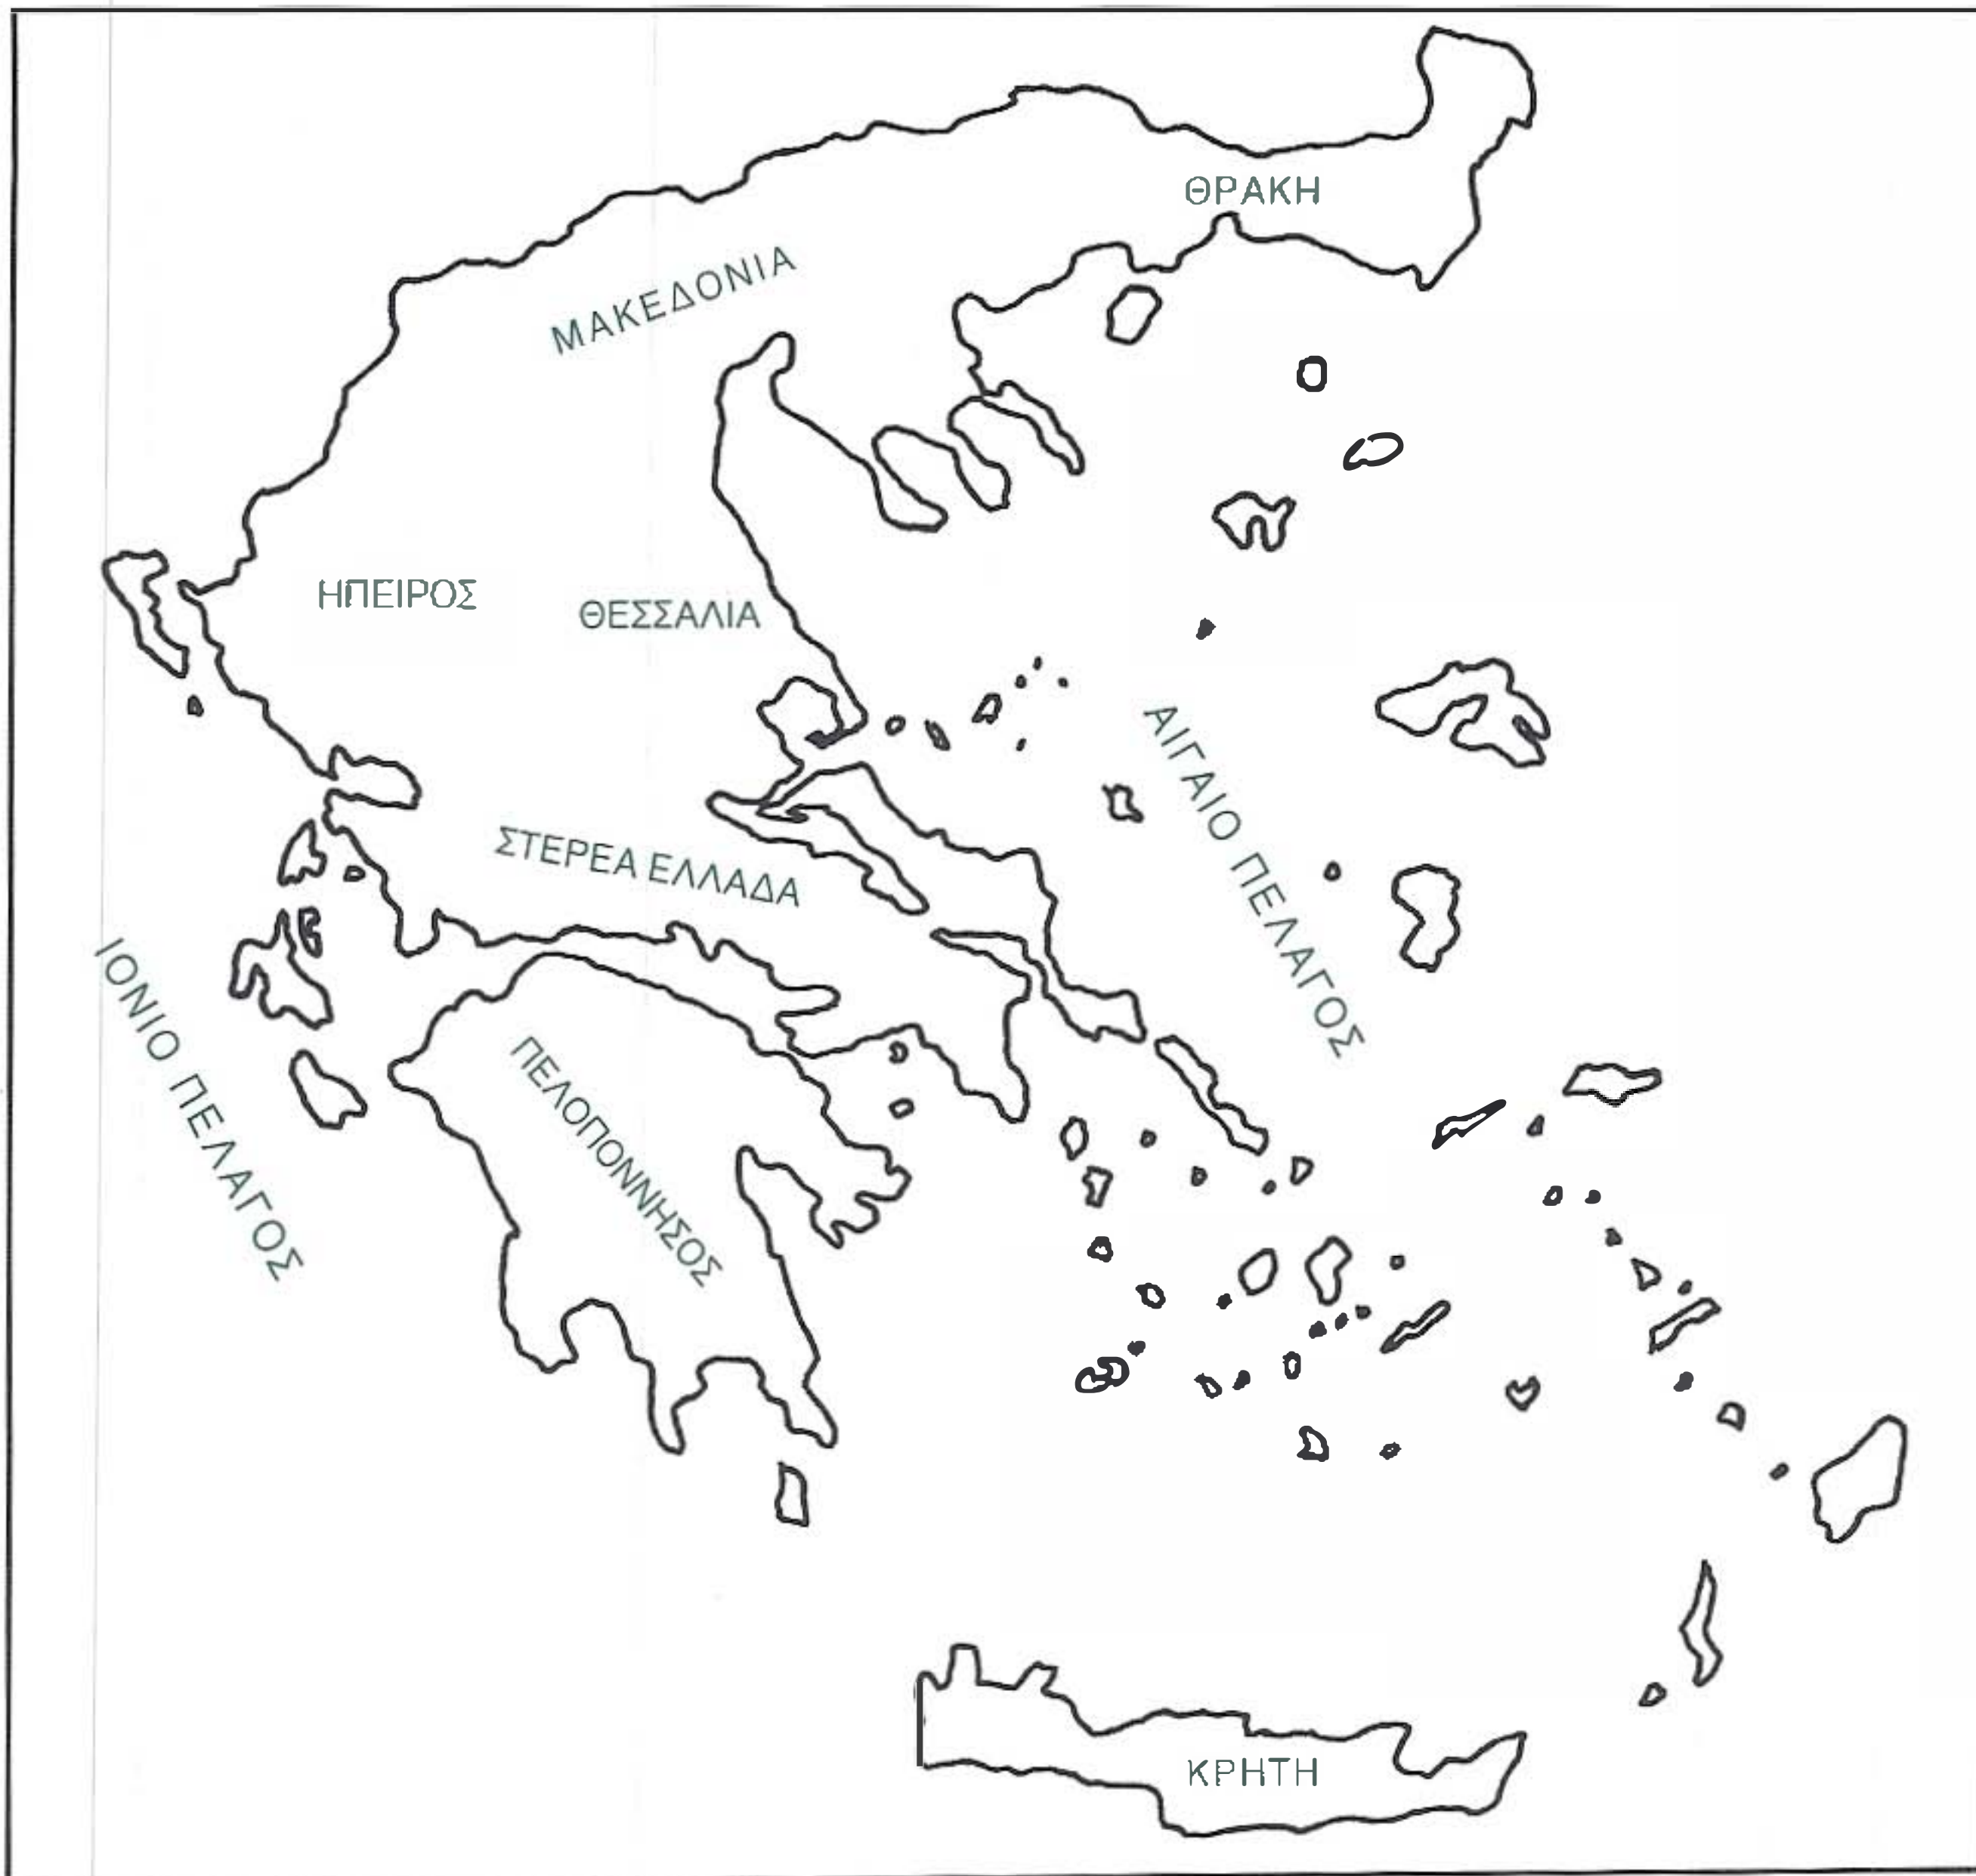 ΘΡΑΚΗ
ΜΑΚΕΔΟΝΙΑ
ΗΠΕΙΡΟΣ
ΘΕΣΣΑΛΙΑ
ΑΙΓΑΙΟ ΠΕΛΑΓΟΣ
ΣΤΕΡΕΑ ΕΛΛΑΔΑ
ΙΟΝΙΟ ΠΕΛΑΓΟΣ
ΠΕΛΟΠΟΝΝΗΣΟΣ
ΚΡΗΤΗ